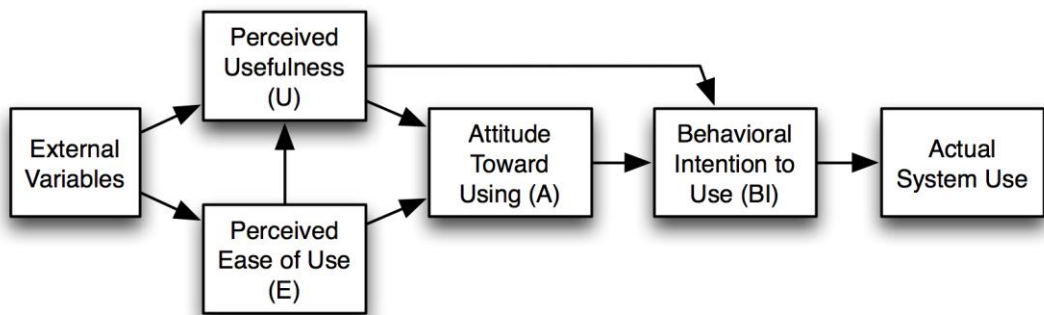 External
Variables
Perceived
Usefulness
(U)
Perceived
Ease of Use
(E)
Attitude
Toward
Using (A)
Behavioral
Intention to
Use (BI)
Actual
System Use